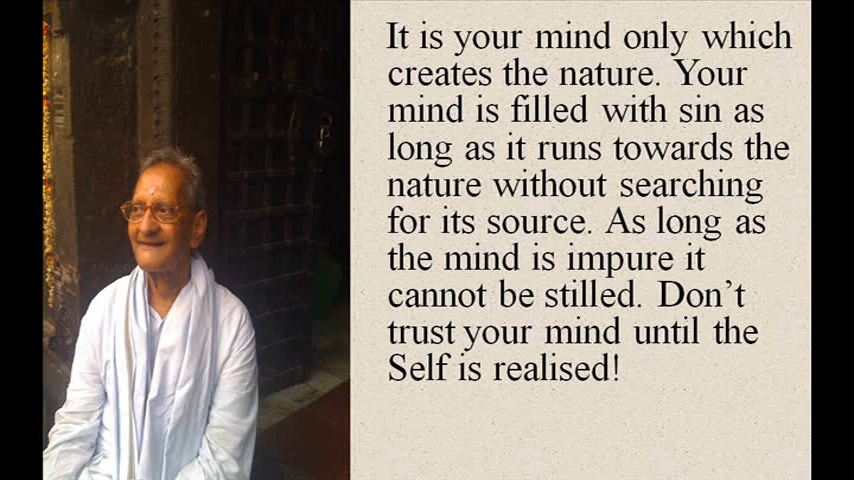 It is your mind only which
creates the nature. Your
mind is filled with sin as
long as it runs towards the
nature without searching
for its source. As long as
the mind is impure it
cannot be stilled. Don’t
trust your mind until the
Self is realised!